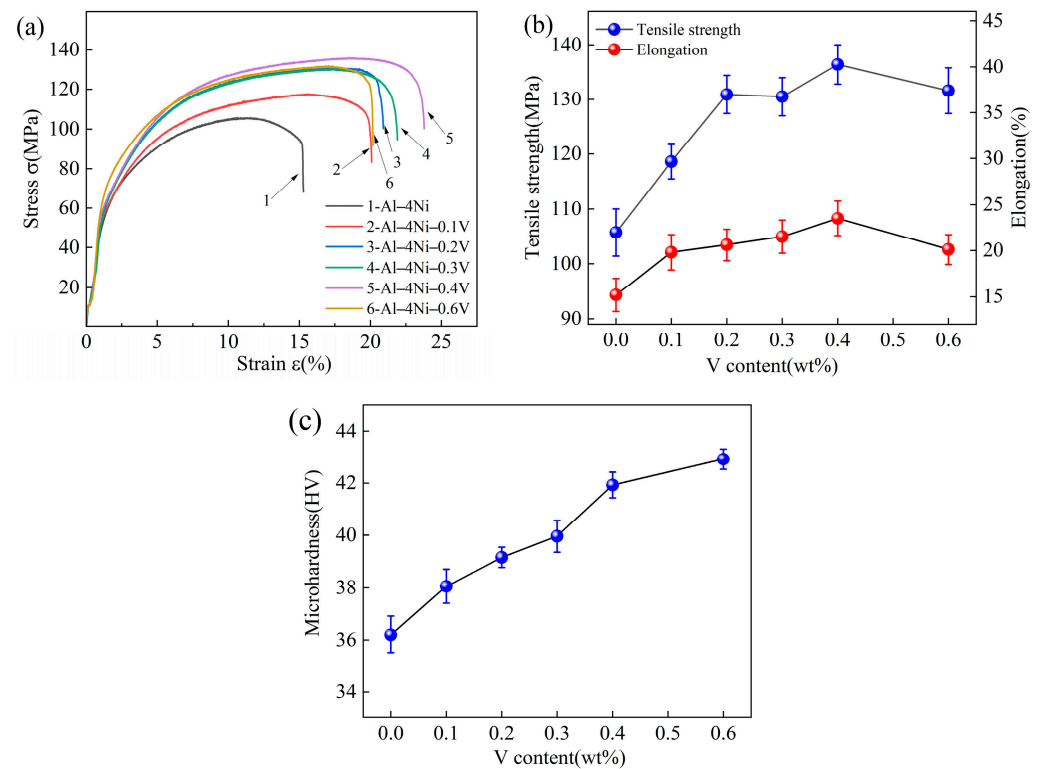 (a)
Stress σ(MPa)
140
120
100
80
60
40
20
0
5
10
15
20
25
Strain ε(%)
1
2
6
3
4
5
1-Al–4Ni
2-Al–4Ni–0.1V
3-Al–4Ni–0.2V
4-Al–4Ni–0.3V
5-Al–4Ni–0.4V
6-Al–4Ni–0.6V
(b)
Tensile strength(MPa)
140
130
120
110
100
90
Tensile strength
Elongation
45
40
35
30
25
20
15
Elongation(%)
0.0
0.1
0.2
0.3
0.4
0.5
0.6
V content(wt%)
(c)
Microhardness(HV)
44
42
40
38
36
34
0.0
0.1
0.2
0.3
0.4
0.5
0.6
V content(wt%)